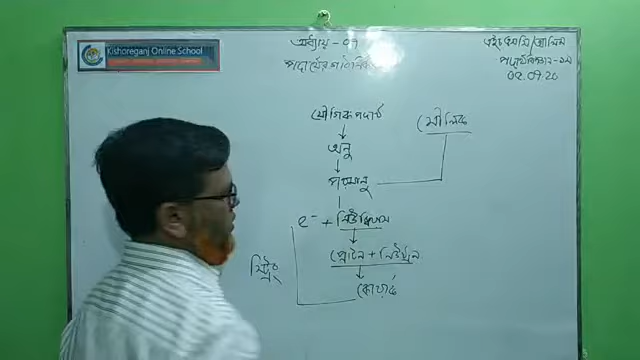 Kishoreganj Online School
অধ্যায় - ০৭
এইচএসসি/আলিম
পদার্থের গাঠনিক
পদার্থবিজ্ঞান-১ম
০২.০৭.২০
যৌগিক পদার্থ
মৌলিক
অনু
পরমানু
e⁻ + নিউক্লিয়াস
প্রোটন + নিউট্রন
কোয়ার্ক